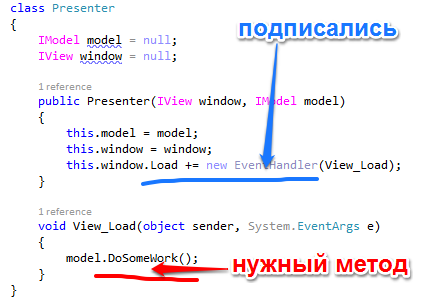 class Presenter
{
IModel model = null;
IView window = null;
подписались
1 reference
public Presenter(IView window, IModel model)
{
this.model = model;
this.window = window;
this.window.Load += new EventHandler(View_Load);
}
1 reference
void View_Load(object sender, System.EventArgs e)
{
model.DoSomeWork();
нужный метод
}
}